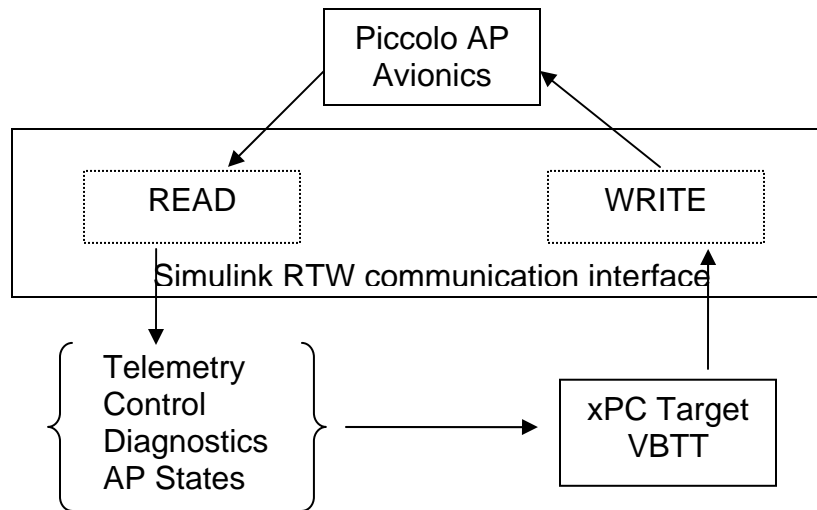 Piccolo AP
Avionics
READ
WRITE
Simulink RTW communication interface
Telemetry
Control
Diagnostics
AP States
xPC Target
VBTT